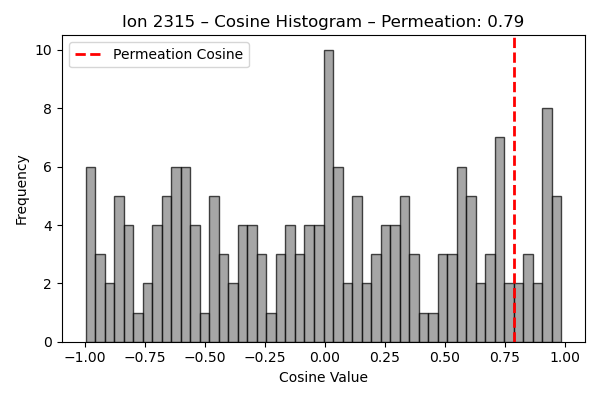 Ion 2315 – Cosine Histogram – Permeation: 0.79
Permeation Cosine
10
8
6
4
2
0
Frequency
−1.00 −0.75 −0.50 −0.25 0.00 0.25 0.50 0.75 1.00
Cosine Value